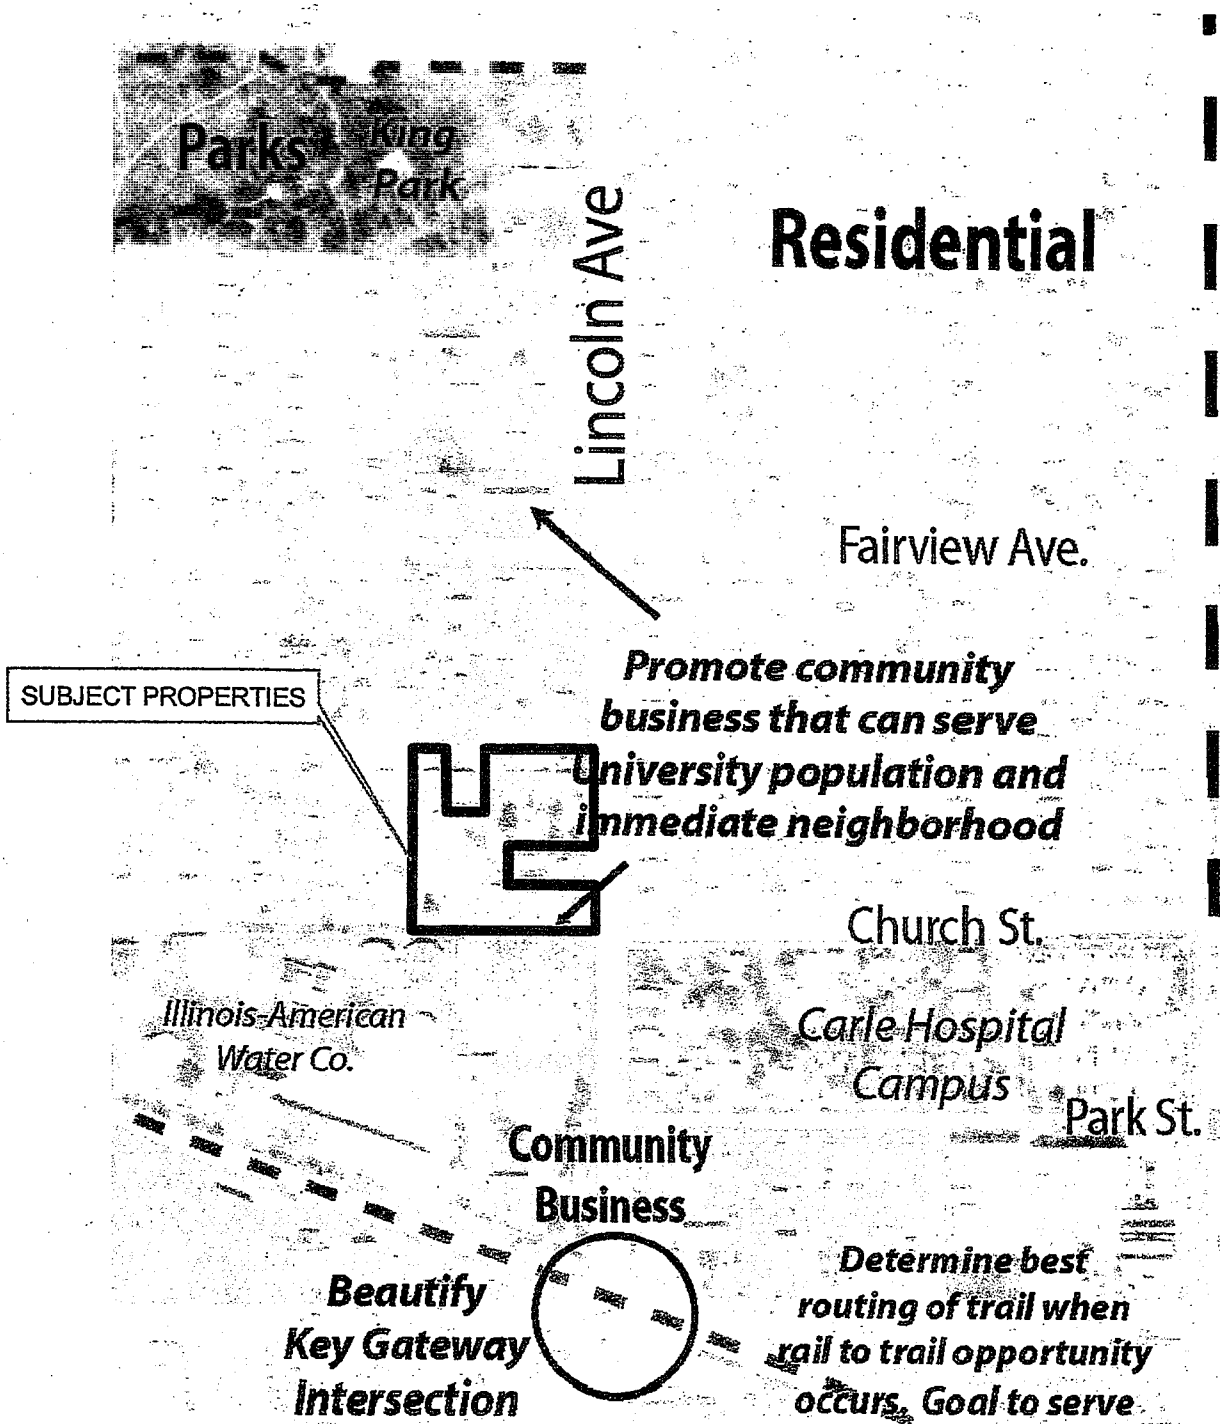 Parks
King
Park
Lincoln Ave
Residential
Fairview Ave.
SUBJECT PROPERTIES
Promote community
business that can serve
University population and
immediate neighborhood
Church St.
Illinois-American
Water Co.
Carle Hospital
Campus
Park St.
Community
Business
Beautify
Key Gateway
Intersection
Determine best
routing of trail when
rail to trail opportunity
occurs. Goal to serve